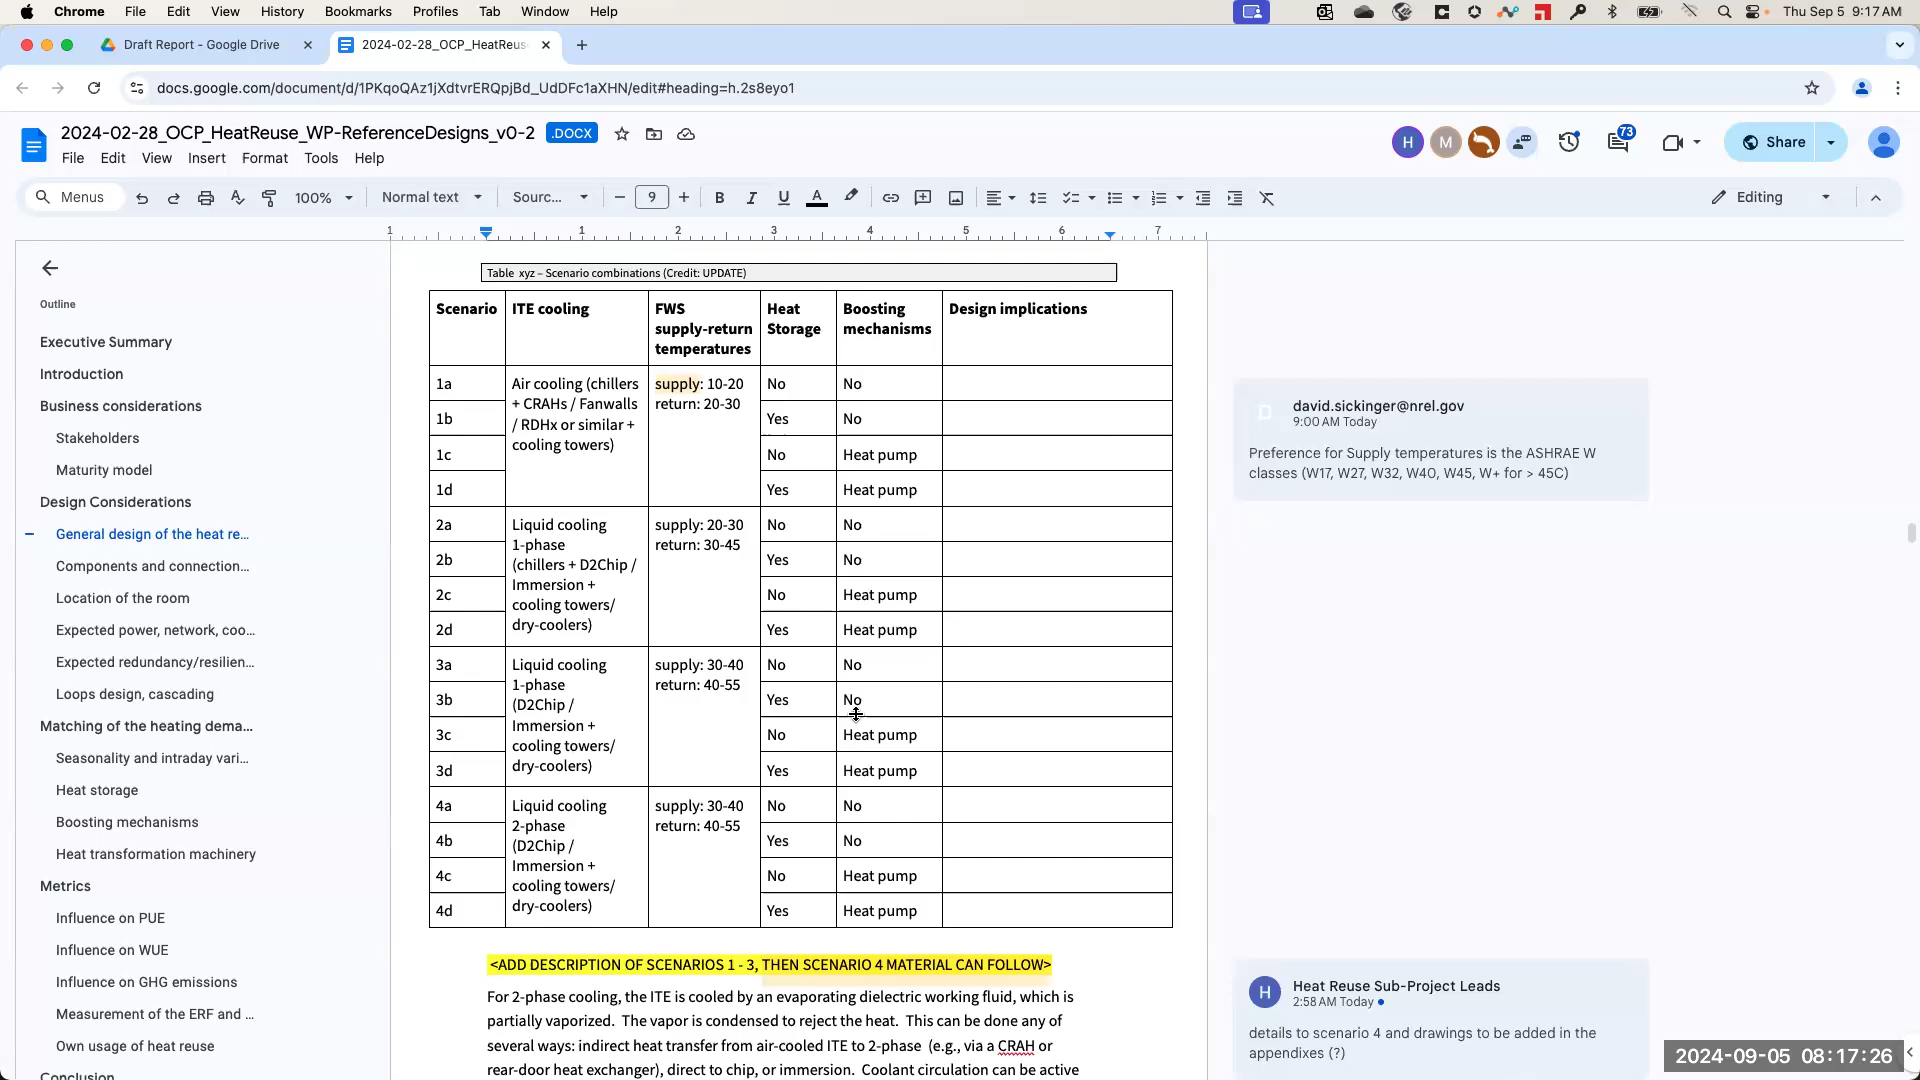 Chrome File Edit View History Bookmarks Profiles Tab Window Help Thu Sep 5 9:17 AM
Draft Report - Google Drive 2024-02-28_OCP_HeatReus
docs.google.com/document/d/1PKqoQAz1jXdtvrERQpjBd_UdDFc1aXHN/edit#heading=h.2s8eyo1
2024-02-28_OCP_HeatReuse_WP-ReferenceDesigns_v0-2 .DOCX
File Edit View Insert Format Tools Help
H M 73 Share
Menus 100% Normal text Sourc... 9 B I U A Editing
1 1 2 3 4 5 6 7
Outline
Executive Summary
Introduction
Business considerations
Stakeholders
Maturity model
Design Considerations
General design of the heat re...
Components and connection...
Location of the room
Expected power, network, coo...
Expected redundancy/resilien...
Loops design, cascading
Matching of the heating dema...
Seasonality and intraday vari...
Heat storage
Boosting mechanisms
Heat transformation machinery
Metrics
Influence on PUE
Influence on WUE
Influence on GHG emissions
Measurement of the ERF and ...
Own usage of heat reuse
Conclusion
Table xyz – Scenario combinations (Credit: UPDATE)
Scenario ITE cooling FWS supply-return temperatures Heat Storage Boosting mechanisms Design implications
1a Air cooling (chillers + CRAHs / Fanwalls / RDHx or similar + cooling towers) supply: 10-20 return: 20-30 No No
1b Yes No
1c No Heat pump
1d Yes Heat pump
2a Liquid cooling 1-phase (chillers + D2Chip / Immersion + cooling towers/ dry-coolers) supply: 20-30 return: 30-45 No No
2b Yes No
2c No Heat pump
2d Yes Heat pump
3a Liquid cooling 1-phase (D2Chip / Immersion + cooling towers/ dry-coolers) supply: 30-40 return: 40-55 No No
3b Yes No
3c No Heat pump
3d Yes Heat pump
4a Liquid cooling 2-phase (D2Chip / Immersion + cooling towers/ dry-coolers) supply: 30-40 return: 40-55 No No
4b Yes No
4c No Heat pump
4d Yes Heat pump
<ADD DESCRIPTION OF SCENARIOS 1 - 3, THEN SCENARIO 4 MATERIAL CAN FOLLOW>
For 2-phase cooling, the ITE is cooled by an evaporating dielectric working fluid, which is
partially vaporized. The vapor is condensed to reject the heat. This can be done any of
several ways: indirect heat transfer from air-cooled ITE to 2-phase (e.g., via a CRAH or
rear-door heat exchanger), direct to chip, or immersion. Coolant circulation can be active
D
david.sickinger@nrel.gov
9:00 AM Today
Preference for Supply temperatures is the ASHRAE W
classes (W17, W27, W32, W40, W45, W+ for > 45C)
H
Heat Reuse Sub-Project Leads
2:58 AM Today
details to scenario 4 and drawings to be added in the
appendixes (?)
2024-09-05 08:17:26